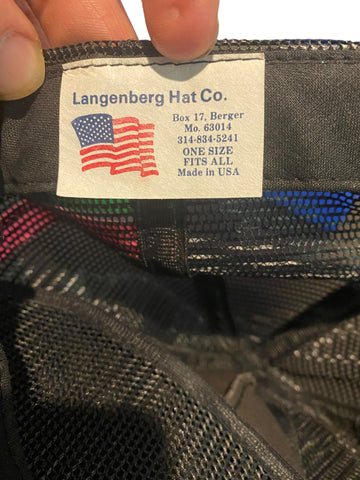 Langenberg Hat Co.
Box 17, Berger
Mo. 63014
314-834-5241
ONE SIZE
FITS ALL
Made in USA